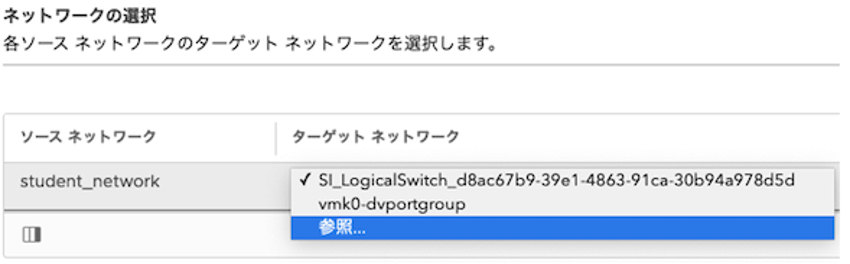 ネットワークの選択
各ソース ネットワークのターゲット ネットワークを選択します。
ソース ネットワーク
ターゲット ネットワーク
student_network
✓ SI_LogicalSwitch_d8ac67b9-39e1-4863-91ca-30b94a978d5d
vmk0-dvportgroup
参照...